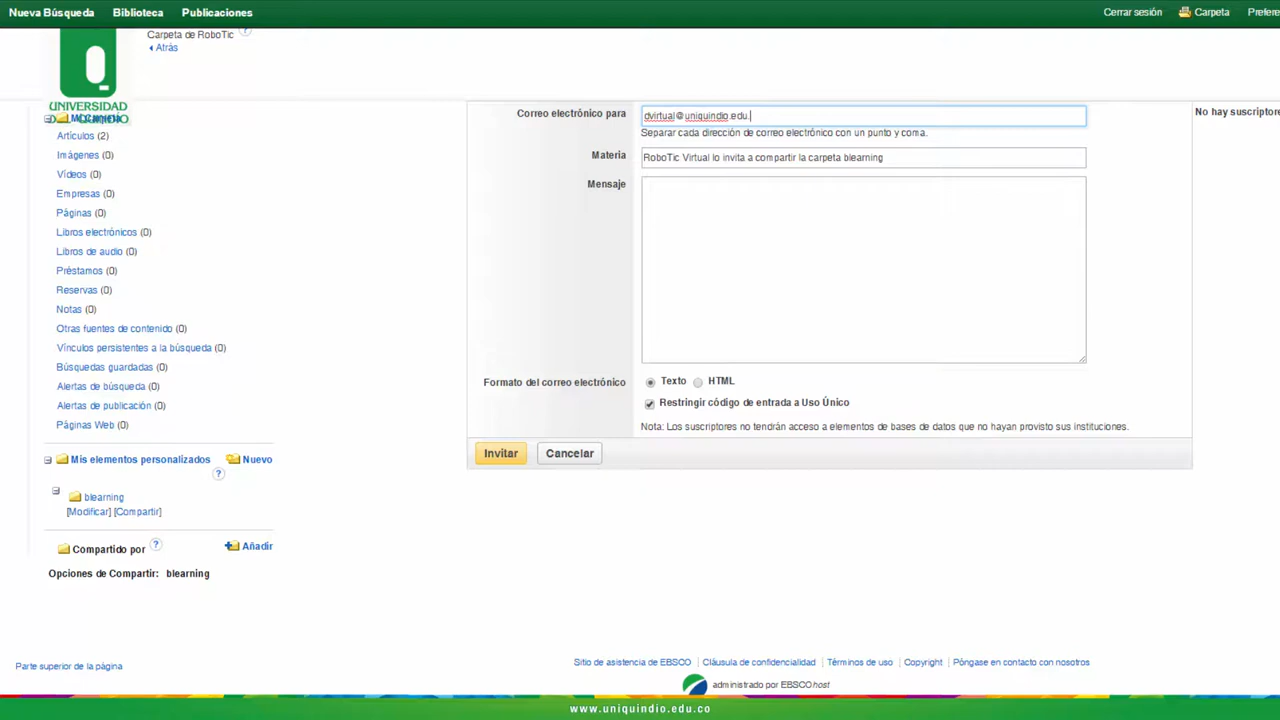 Nueva Búsqueda Biblioteca Publicaciones Cerrar sesión Carpeta Prefere
Carpeta de RoboTic ?
Atrás
UNIVERSIDAD
DEL QUINDÍO
Mi Carpeta
Artículos (2)
Imágenes (0)
Vídeos (0)
Empresas (0)
Páginas (0)
Libros electrónicos (0)
Libros de audio (0)
Préstamos (0)
Reservas (0)
Notas (0)
Otras fuentes de contenido (0)
Vínculos persistentes a la búsqueda (0)
Búsquedas guardadas (0)
Alertas de búsqueda (0)
Alertas de publicación (0)
Páginas Web (0)
Mis elementos personalizados Nuevo
?
blearning
[Modificar] [Compartir]
Compartido por ? Añadir
Opciones de Compartir: blearning
Correo electrónico para dvirtual@uniquindio.edu.
Separar cada dirección de correo electrónico con un punto y coma.
Materia RoboTic Virtual lo invita a compartir la carpeta blearning
Mensaje
Formato del correo electrónico Texto HTML
Restringir código de entrada a Uso Único
Nota: Los suscriptores no tendrán acceso a elementos de bases de datos que no hayan provisto sus instituciones.
Invitar Cancelar
No hay suscriptore
Parte superior de la página
Sitio de asistencia de EBSCO Cláusula de confidencialidad Términos de uso Copyright Póngase en contacto con nosotros
administrado por EBSCOhost
www.uniquindio.edu.co